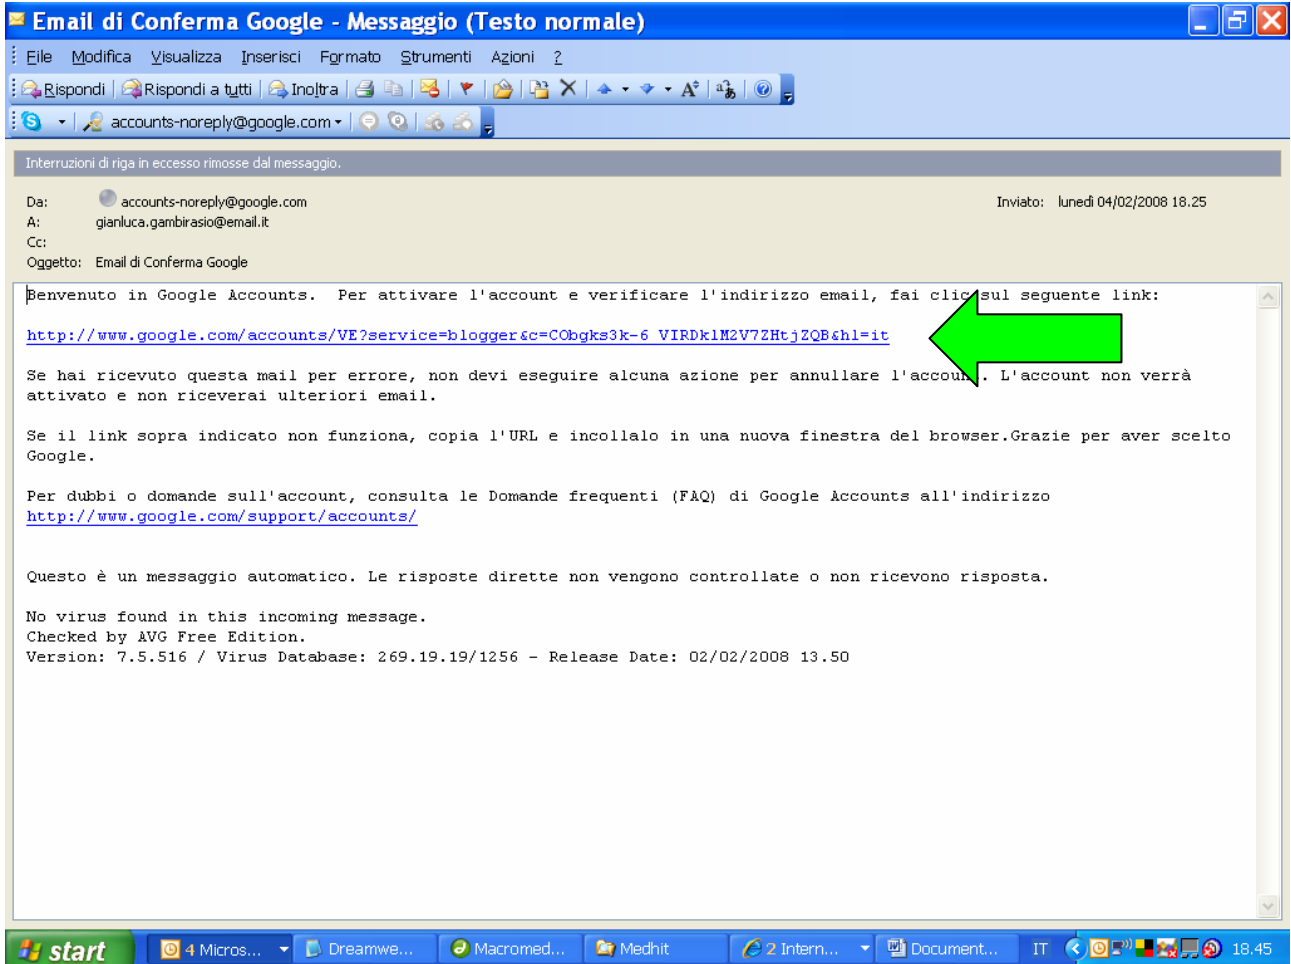 Email di Conferma Google - Messaggio (Testo normale)
File Modifica Visualizza Inserisci Formato Strumenti Azioni ?
Rispondi Rispondi a tutti Inoltra
accounts-noreply@google.com
Interruzioni di riga in eccesso rimosse dal messaggio.
Da: accounts-noreply@google.com Inviato: lunedì 04/02/2008 18.25
A: gianluca.gambirasio@email.it
Cc:
Oggetto: Email di Conferma Google
Benvenuto in Google Accounts. Per attivare l'account e verificare l'indirizzo email, fai clic sul seguente link:
http://www.google.com/accounts/VE?service=blogger&c=CObgks3k-6_VIRDklM2V7ZHtjZQB&hl=it
Se hai ricevuto questa mail per errore, non devi eseguire alcuna azione per annullare l'account. L'account non verrà
attivato e non riceverai ulteriori email.
Se il link sopra indicato non funziona, copia l'URL e incollalo in una nuova finestra del browser.Grazie per aver scelto
Google.
Per dubbi o domande sull'account, consulta le Domande frequenti (FAQ) di Google Accounts all'indirizzo
http://www.google.com/support/accounts/
Questo è un messaggio automatico. Le risposte dirette non vengono controllate o non ricevono risposta.
No virus found in this incoming message.
Checked by AVG Free Edition.
Version: 7.5.516 / Virus Database: 269.19.19/1256 - Release Date: 02/02/2008 13.50
start 4 Micros... Dreamwe... Macromed... Medhit 2 Intern... Document... IT 18.45